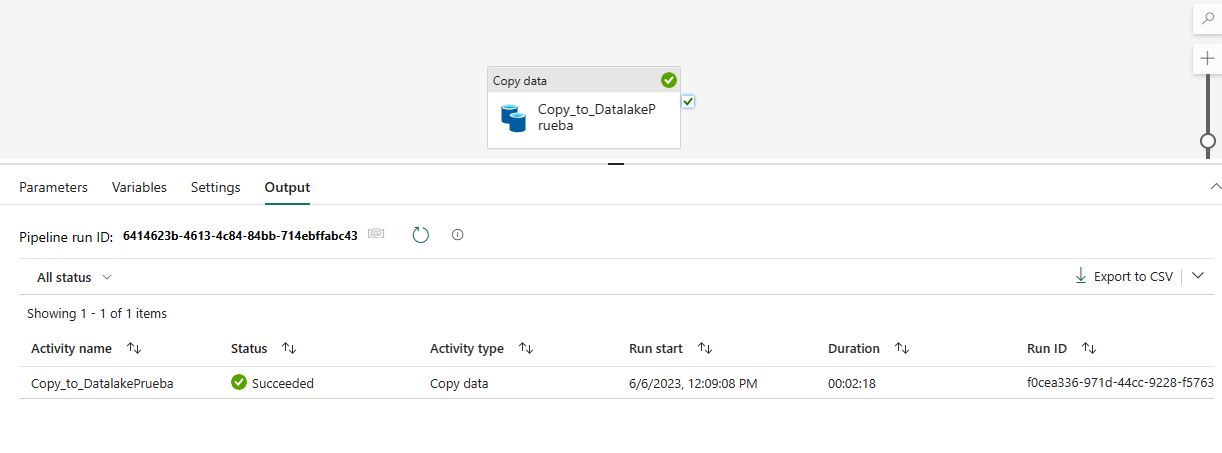 Copy data
Copy_to_DatalakeP
rueba
Parameters Variables Settings Output
Pipeline run ID: 6414623b-4613-4c84-84bb-714ebffabc43
All status Export to CSV
Showing 1 - 1 of 1 items
Activity name Status Activity type Run start Duration Run ID
Copy_to_DatalakePrueba Succeeded Copy data 6/6/2023, 12:09:08 PM 00:02:18 f0cea336-971d-44cc-9228-f5763